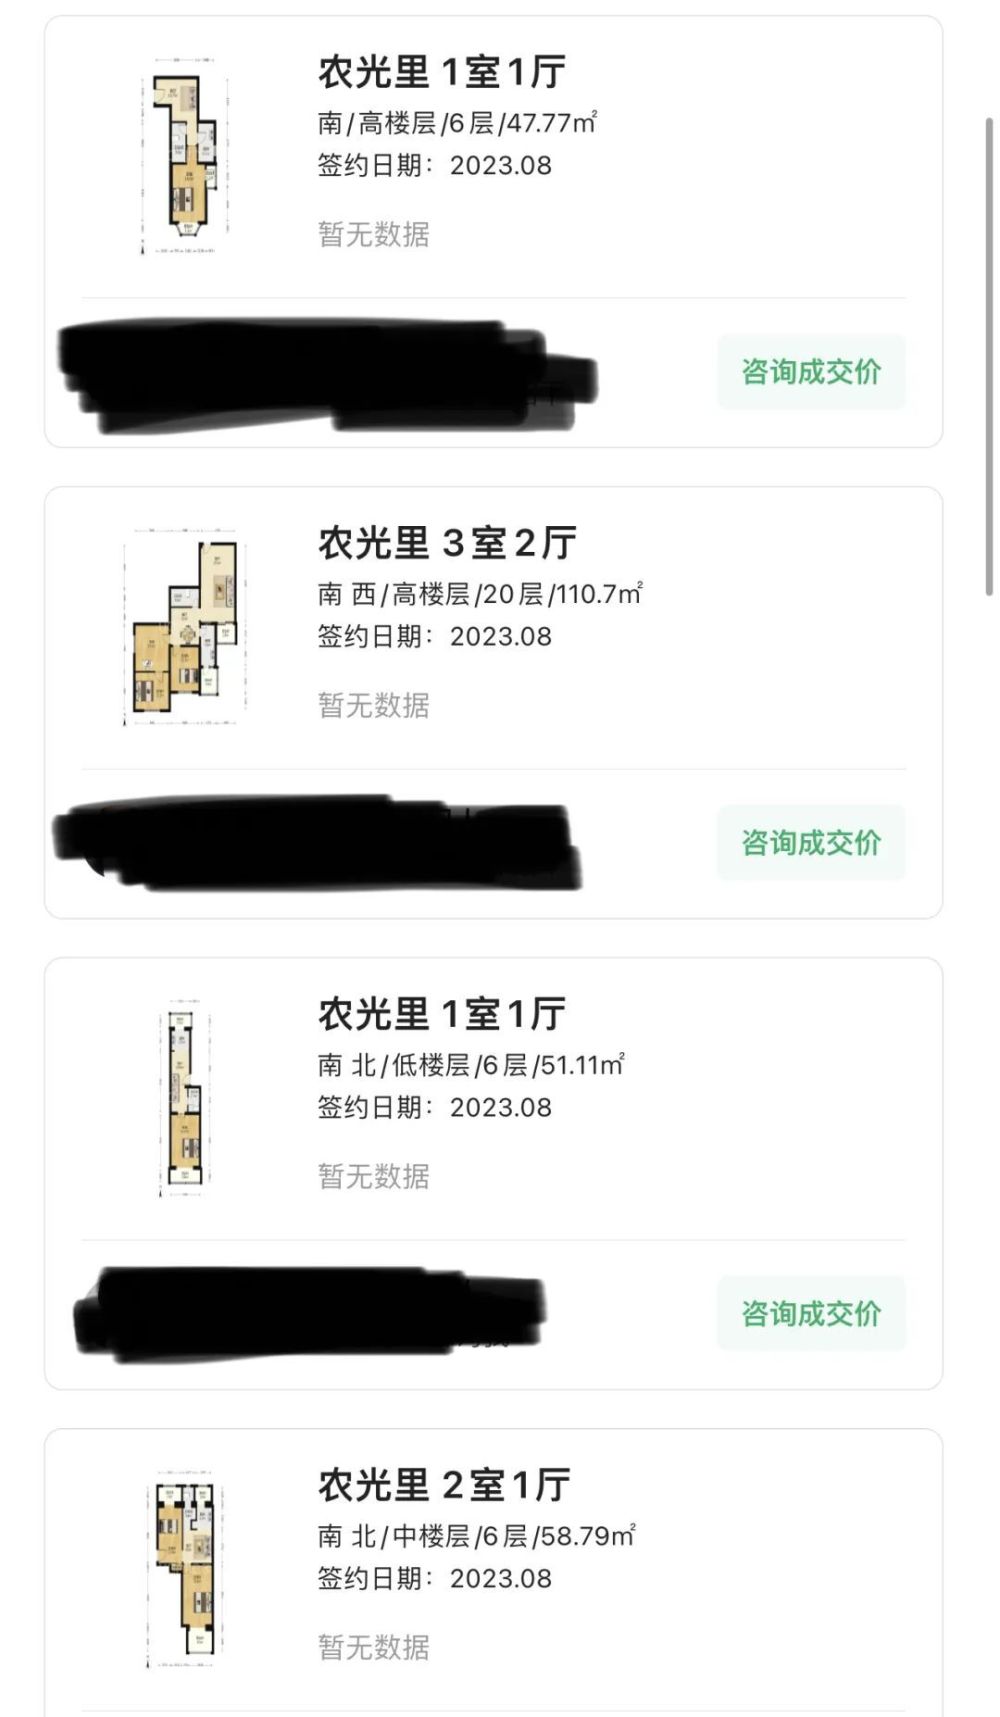 农光里 1室1厅
南/高楼层/6层/47.77㎡
签约日期：2023.08
暂无数据
咨询成交价
农光里 3室2厅
南 西/高楼层/20层/110.7㎡
签约日期：2023.08
暂无数据
咨询成交价
农光里 1室1厅
南 北/低楼层/6层/51.11㎡
签约日期：2023.08
暂无数据
咨询成交价
农光里 2室1厅
南 北/中楼层/6层/58.79㎡
签约日期：2023.08
暂无数据